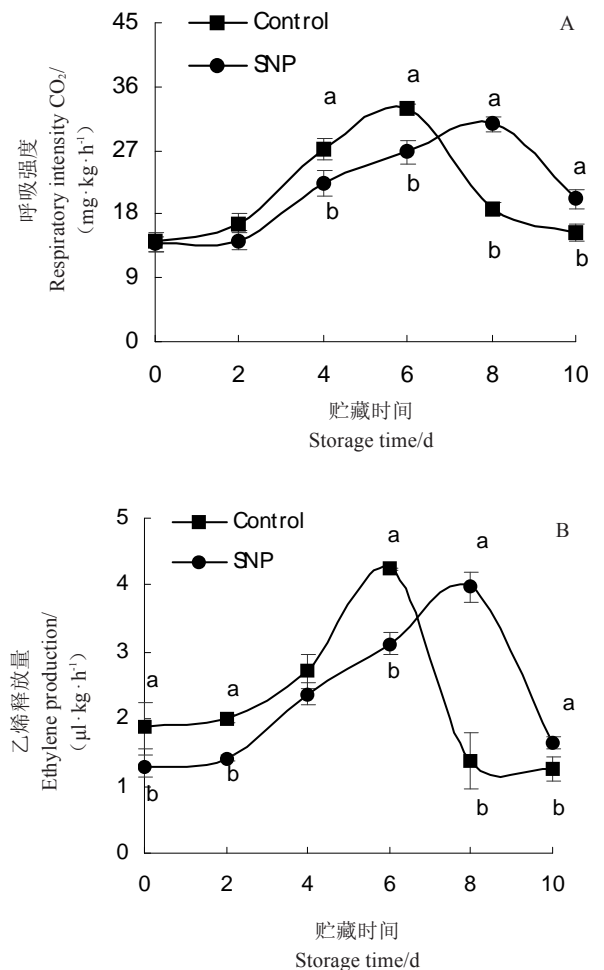 A
Control
SNP
呼吸强度
Respiratory intensity CO₂/
（mg·kg·h⁻¹）
45
36
27
18
9
0
a
a
a
a
b
b
b
b
0 2 4 6 8 10
贮藏时间
Storage time/d
B
Control
SNP
乙烯释放量
Ethylene production/
（μl·kg·h⁻¹）
5
4
3
2
1
0
a
a
a
a
a
b
b
b
b
b
0 2 4 6 8 10
贮藏时间
Storage time/d